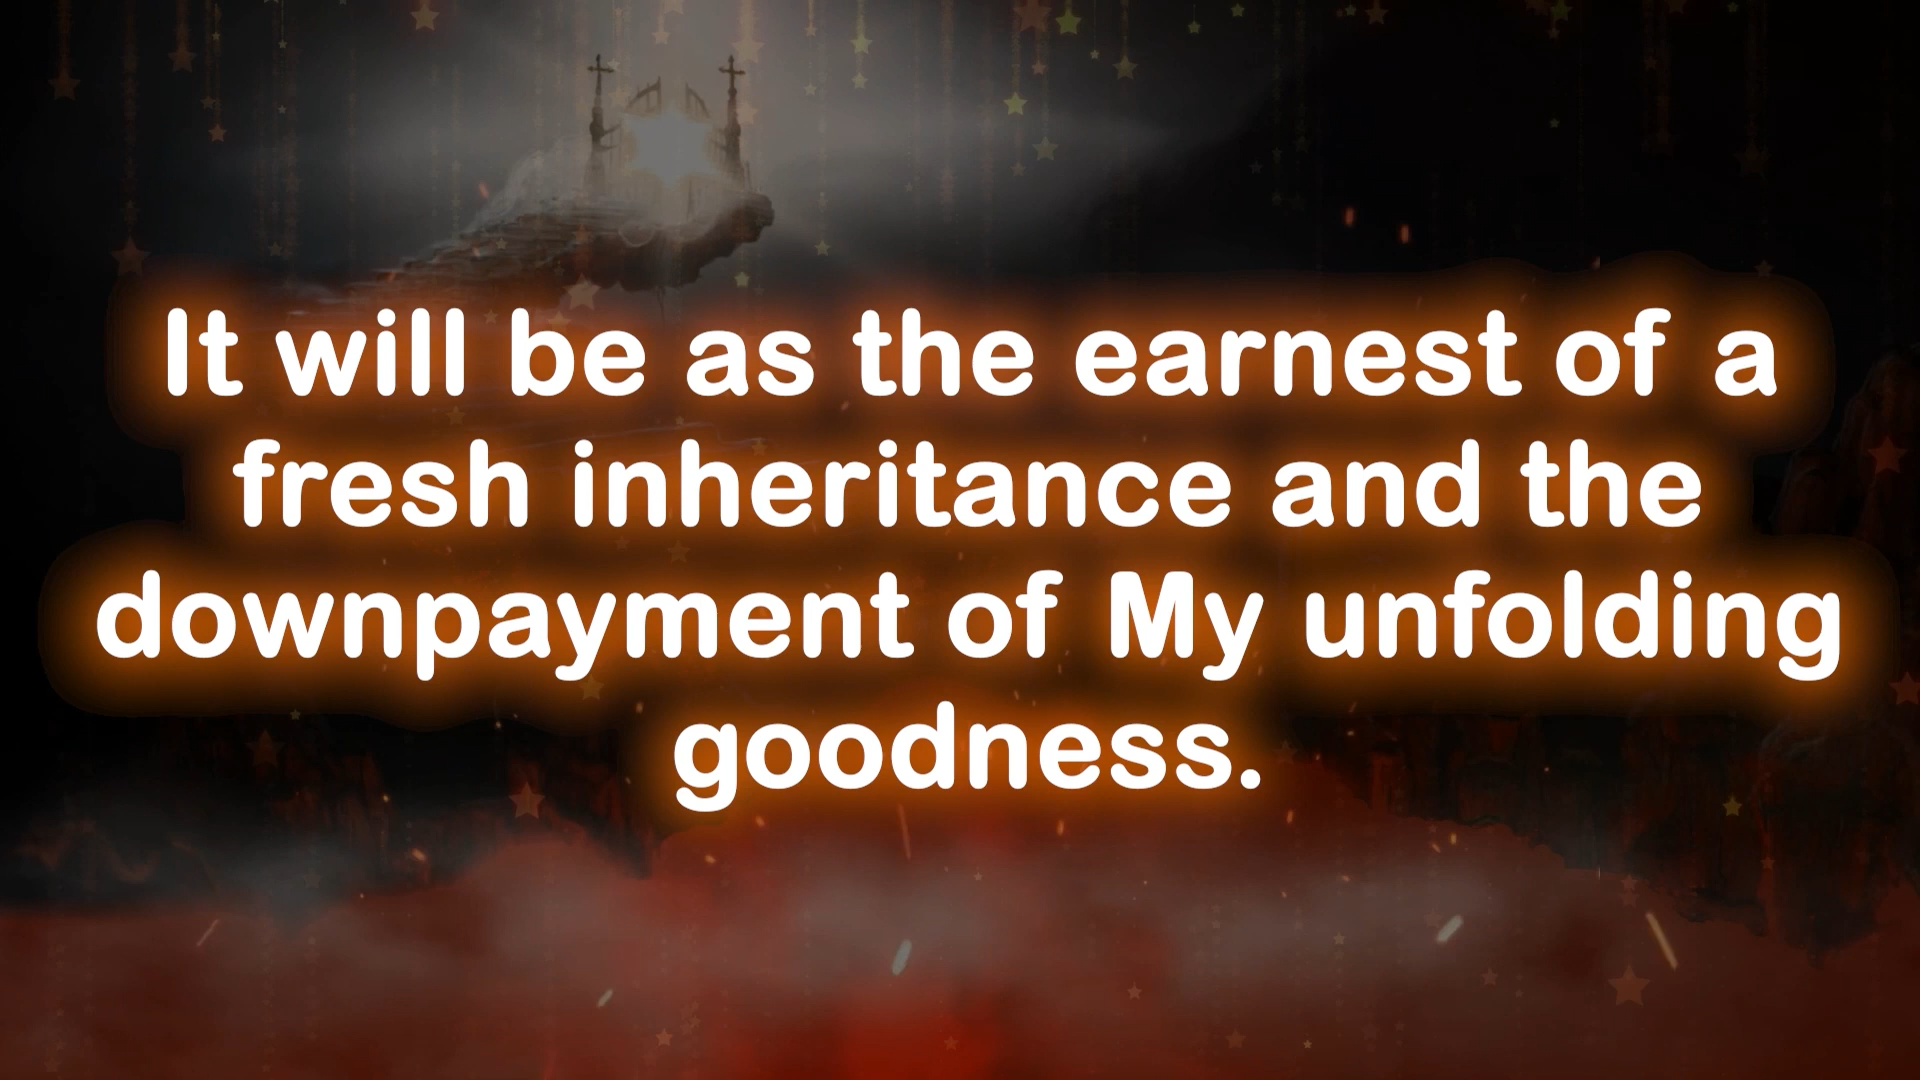 It will be as the earnest of a
fresh inheritance and the
downpayment of My unfolding
goodness.